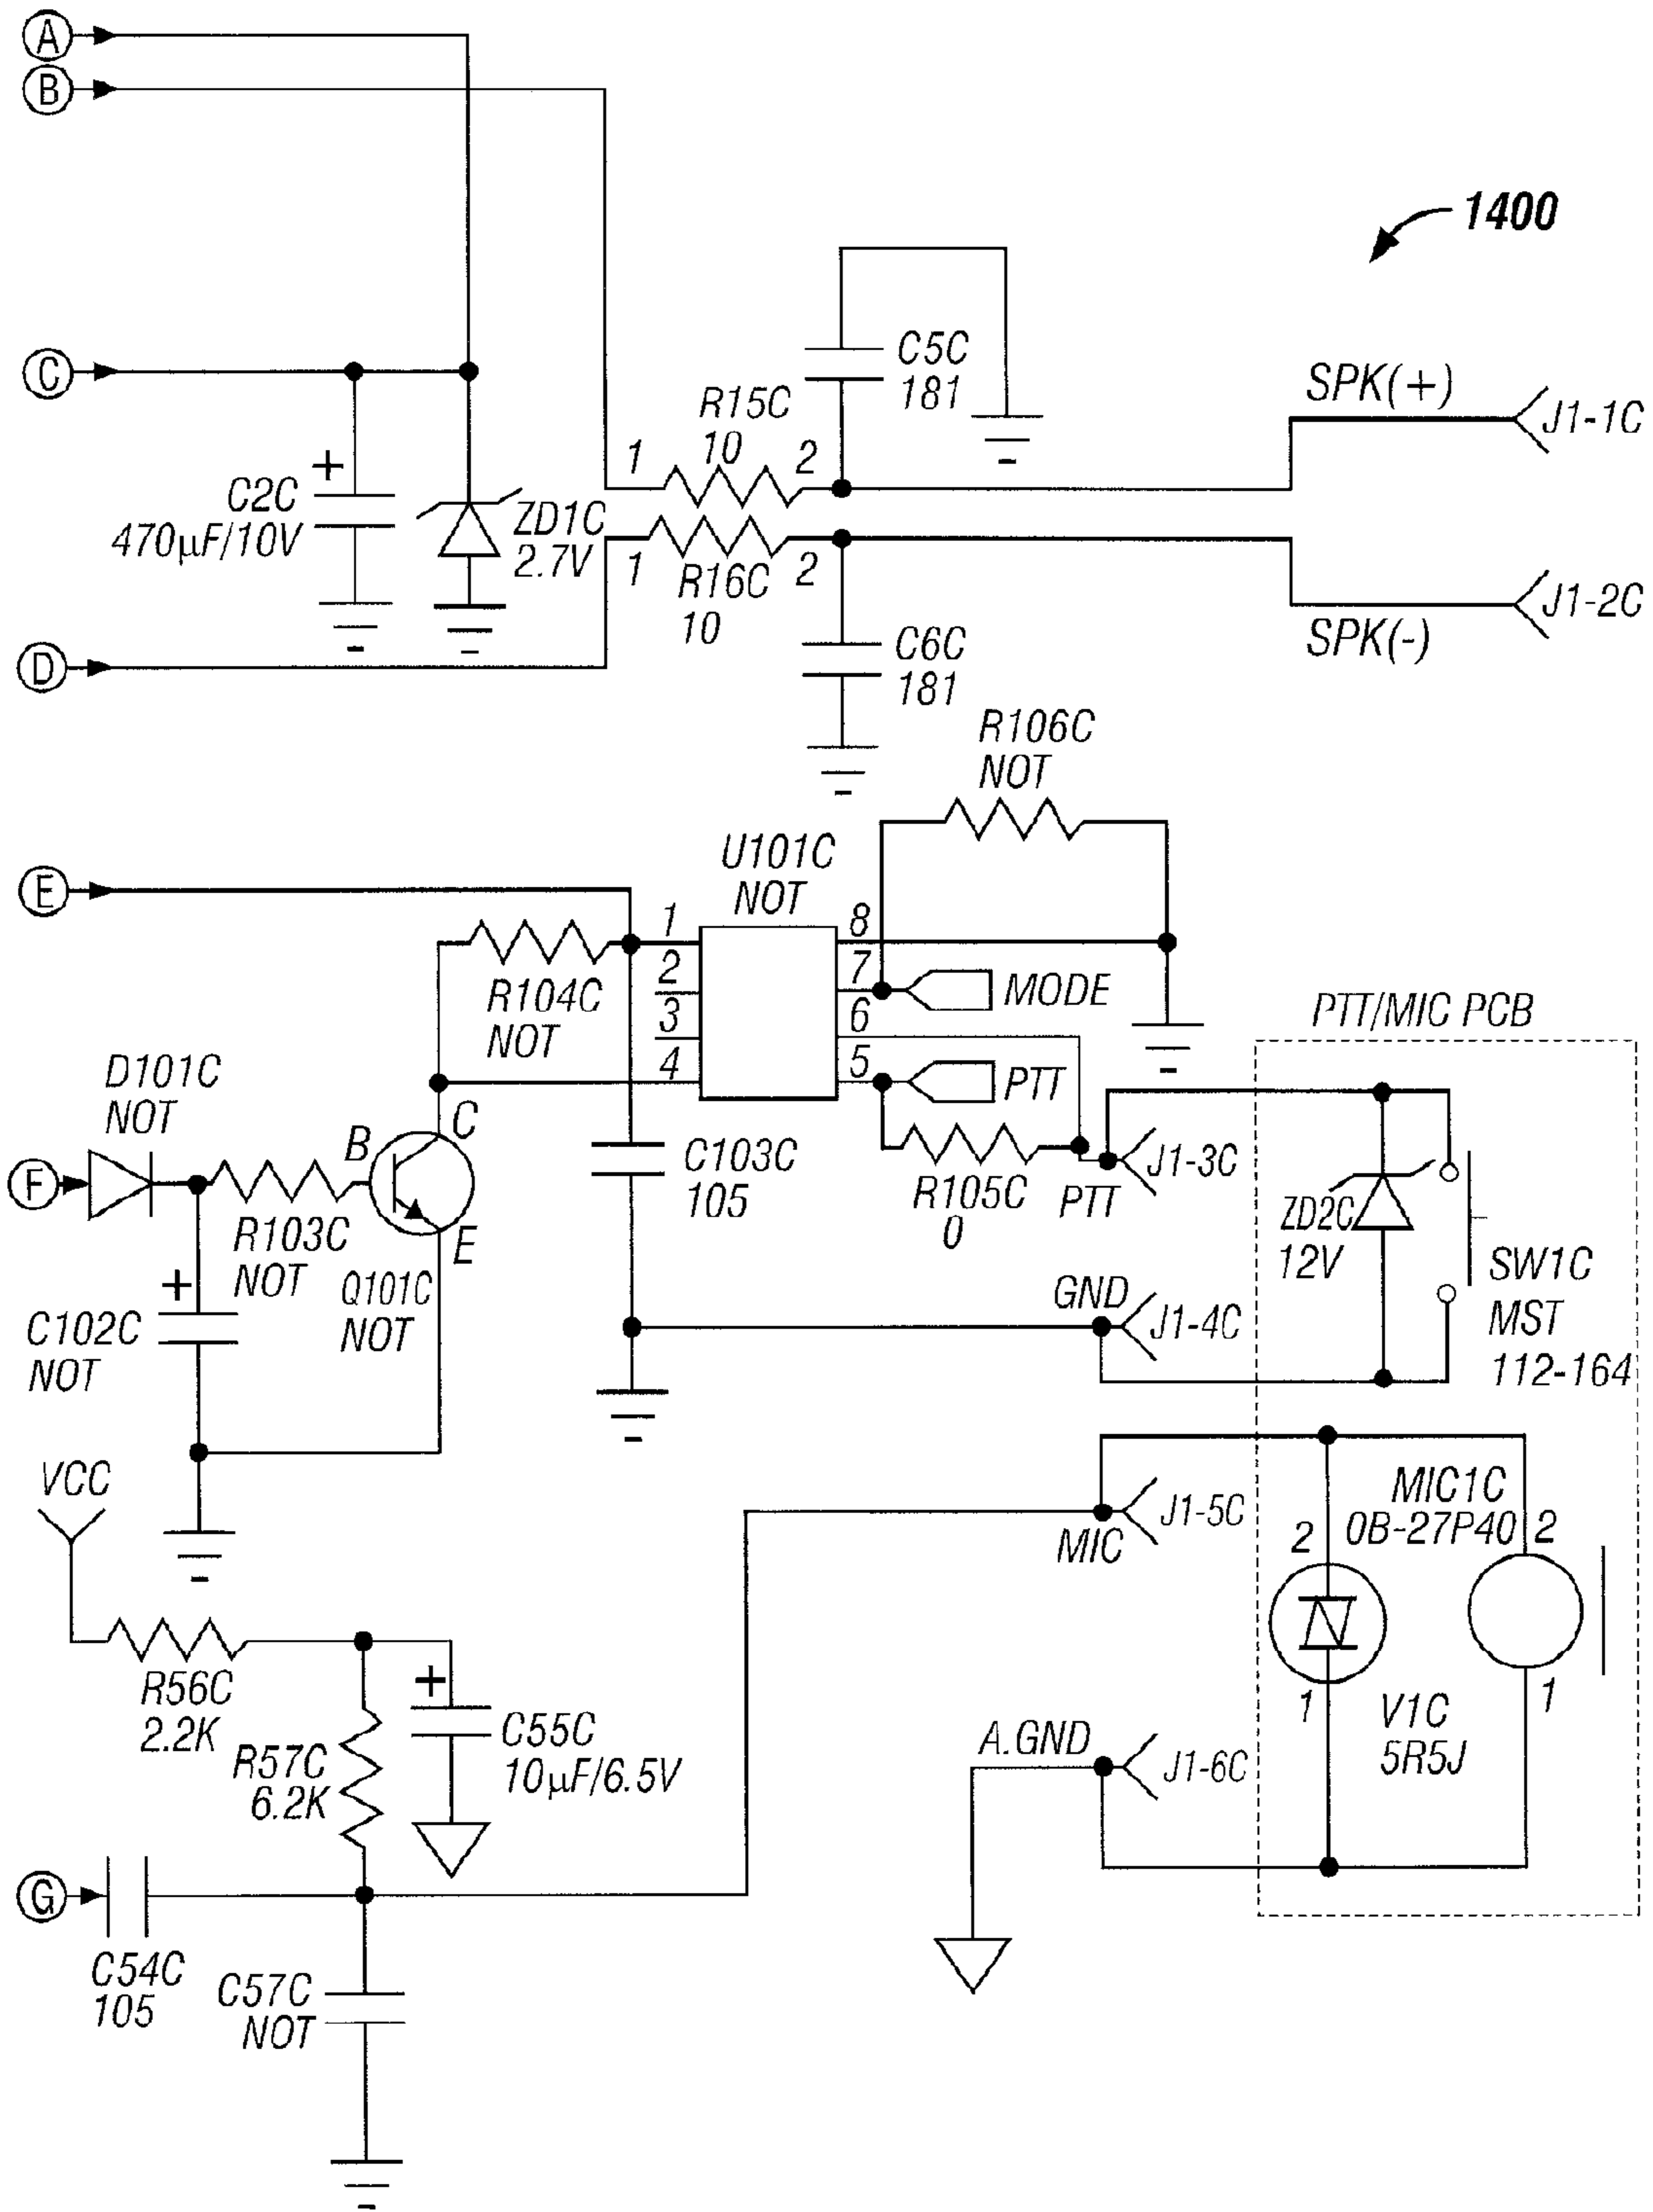 A
B
1400
C
C5C
181
R15C
10
1
2
SPK(+)
J1-1C
+
C2C
470µF/10V
ZD1C
2.7V
1
2
R16C
10
J1-2C
SPK(-)
D
C6C
181
R106C
NOT
E
U101C
NOT
1
8
2
7
MODE
R104C
NOT
3
6
4
5
PTT
PTT/MIC PCB
D101C
NOT
B
C
F
C103C
105
R105C
0
J1-3C
PTT
R103C
NOT
E
ZD2C
12V
SW1C
MST
112-164
+
C102C
NOT
Q101C
NOT
GND
J1-4C
VCC
MIC
J1-5C
MIC1C
OB-27P40
2
2
R56C
2.2K
+
C55C
10µF/6.5V
R57C
6.2K
1
1
V1C
5R5J
A.GND
J1-6C
G
C54C
105
C57C
NOT